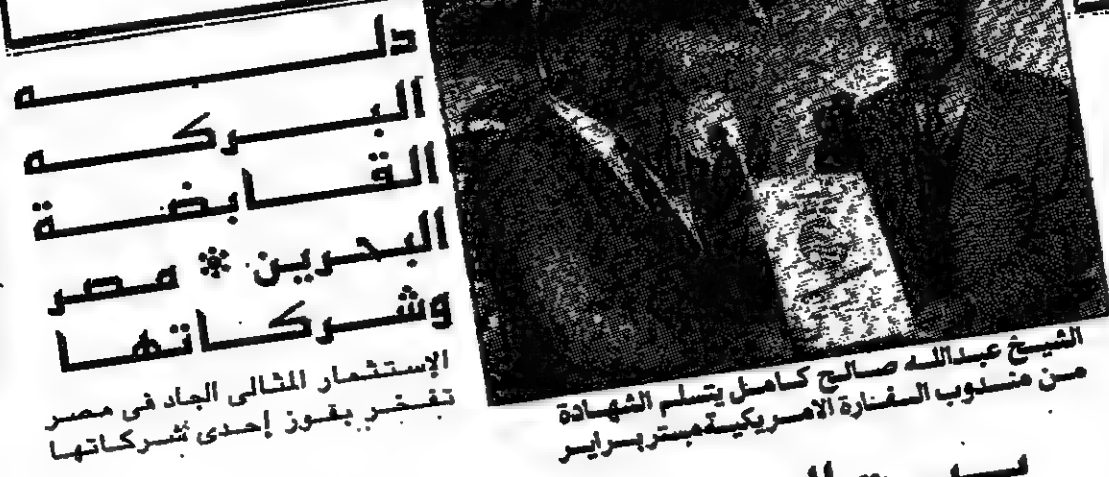 دله
البركه
القابضة
البحرين * مصر
وشركاتها
الإستثمار المثالى الجاد فى مصر
تفخر بفوز إحدى شركاتها
الشيخ عبدالله صالح كامل يتسلم الشهادة
من مندوب السفارة الامريكية مستر براير